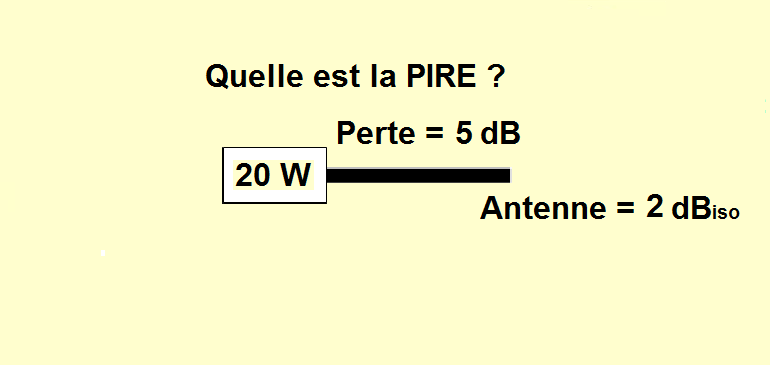 Quelle est la PIRE ?
Perte = 5 dB
20 W
Antenne = 2 dBiso